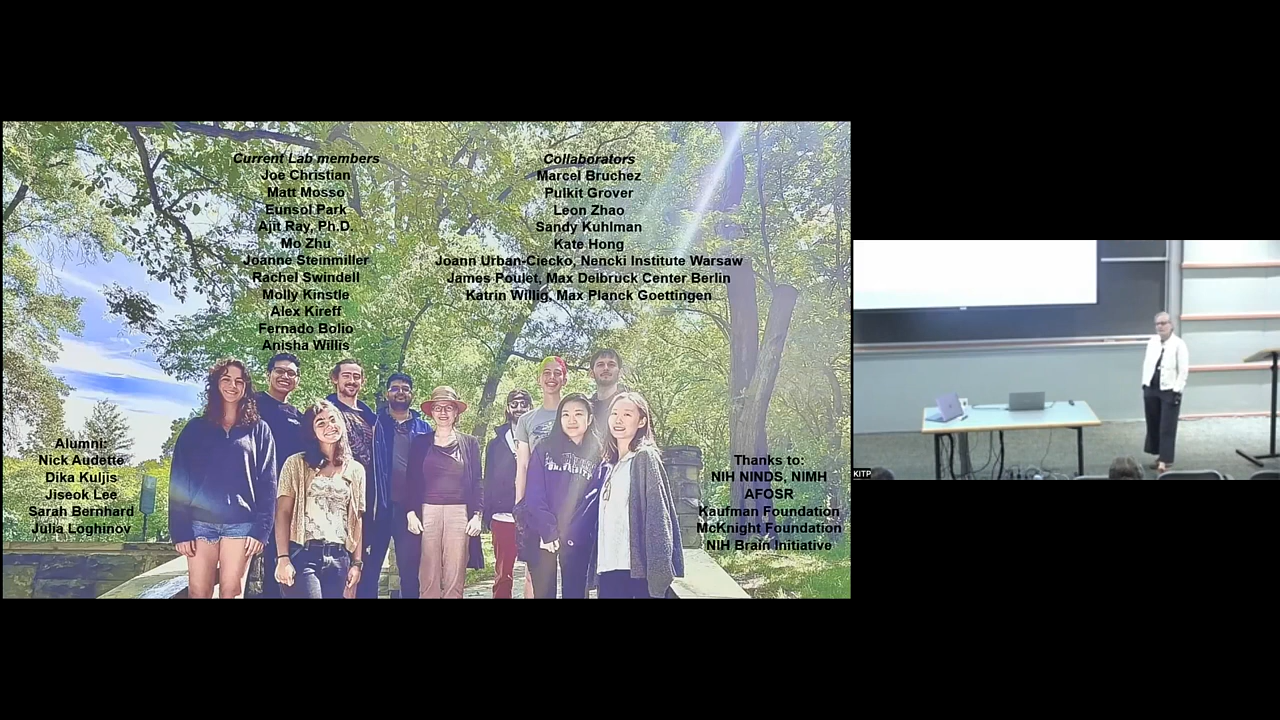 Current Lab members
Joe Christian
Matt Mosso
Eunsol Park
Ajit Ray, Ph.D.
Mo Zhu
Joanne Steinmiller
Rachel Swindell
Molly Kinstle
Alex Kireff
Fernado Bolio
Anisha Willis
Collaborators
Marcel Bruchez
Pulkit Grover
Leon Zhao
Sandy Kuhlman
Kate Hong
Joann Urban-Ciecko, Nencki Institute Warsaw
James Poulet, Max Delbruck Center Berlin
Katrin Willig, Max Planck Goettingen
Alumni:
Nick Audette
Dika Kuljis
Jiseok Lee
Sarah Bernhard
Julia Loghinov
Thanks to:
NIH NINDS, NIMH
AFOSR
Kaufman Foundation
McKnight Foundation
NIH Brain Initiative
KITP